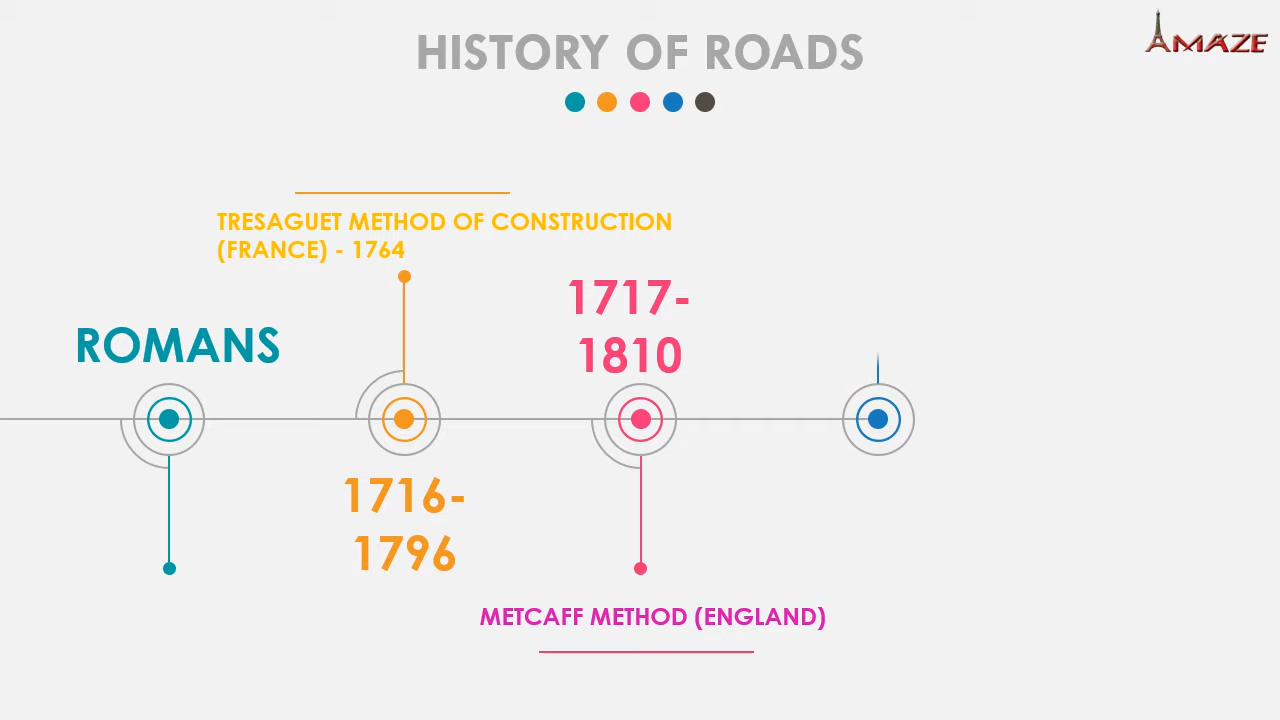 HISTORY OF ROADS
AMAZE
TRESAGUET METHOD OF CONSTRUCTION
(FRANCE) - 1764
ROMANS
1717-
1810
1716-
1796
METCAFF METHOD (ENGLAND)